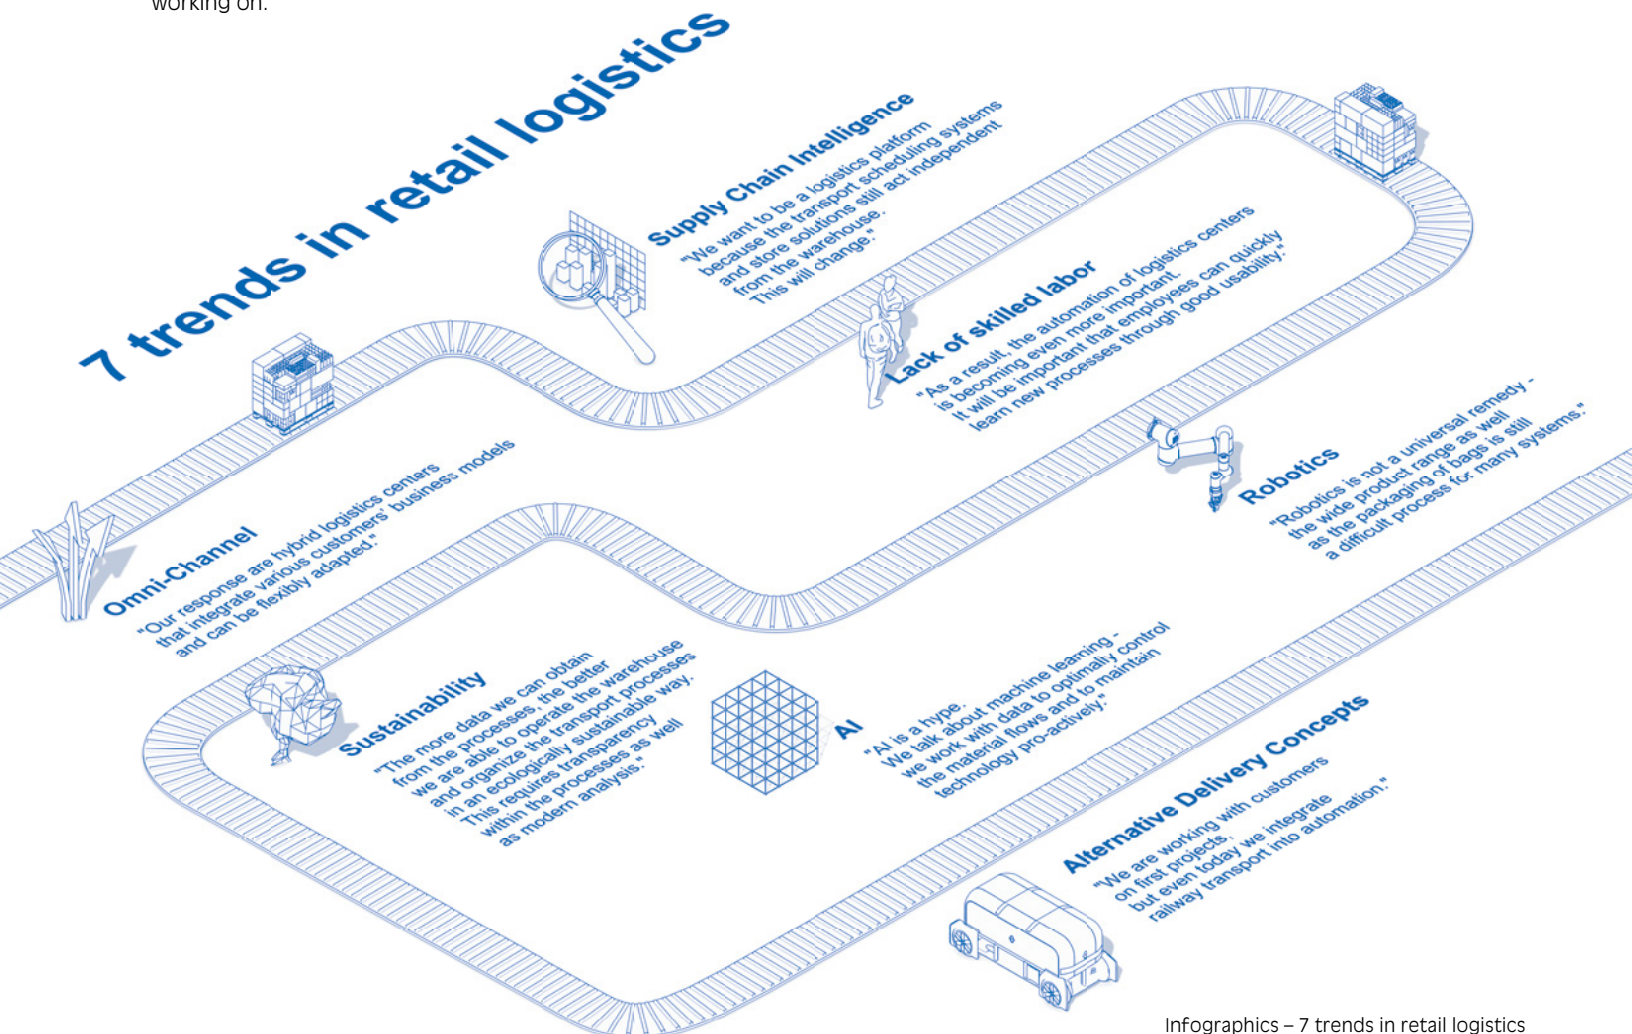 working on.
7 trends in retail logistics
Supply Chain Intelligence
"We want to be a logistics platform
because the transport scheduling systems
and store solutions still act independent
from the warehouse.
This will change."
Lack of skilled labor
"As a result, the automation of logistics centers
is becoming even more important.
It will be important that employees can quickly
learn new processes through good usability."
Robotics
"Robotics is not a universal remedy –
the wide product range as well
as the packaging of bags is still
a difficult process for many systems."
Omni-Channel
"Our response are hybrid logistics centers
that integrate various customers' business models
and can be flexibly adapted."
Sustainability
"The more data we can obtain
from the processes, the better
we are able to operate the warehouse
and organize the transport processes
in an ecologically sustainable way.
This requires transparency
within the processes as well
as modern analysis."
AI
"AI is a hype.
We talk about machine learning –
we work with data to optimally control
the material flows and to maintain
technology pro-actively."
Alternative Delivery Concepts
"We are working with customers
on first projects,
but even today we integrate
railway transport into automation."
Infographics – 7 trends in retail logistics